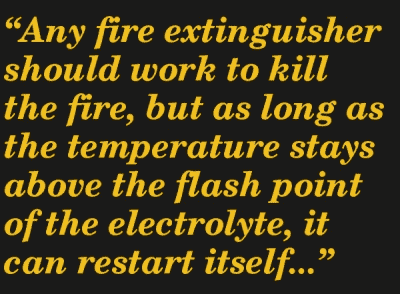 “Any fire extinguisher
should work to kill
the fire, but as long as
the temperature stays
above the flash point
of the electrolyte, it
can restart itself...”